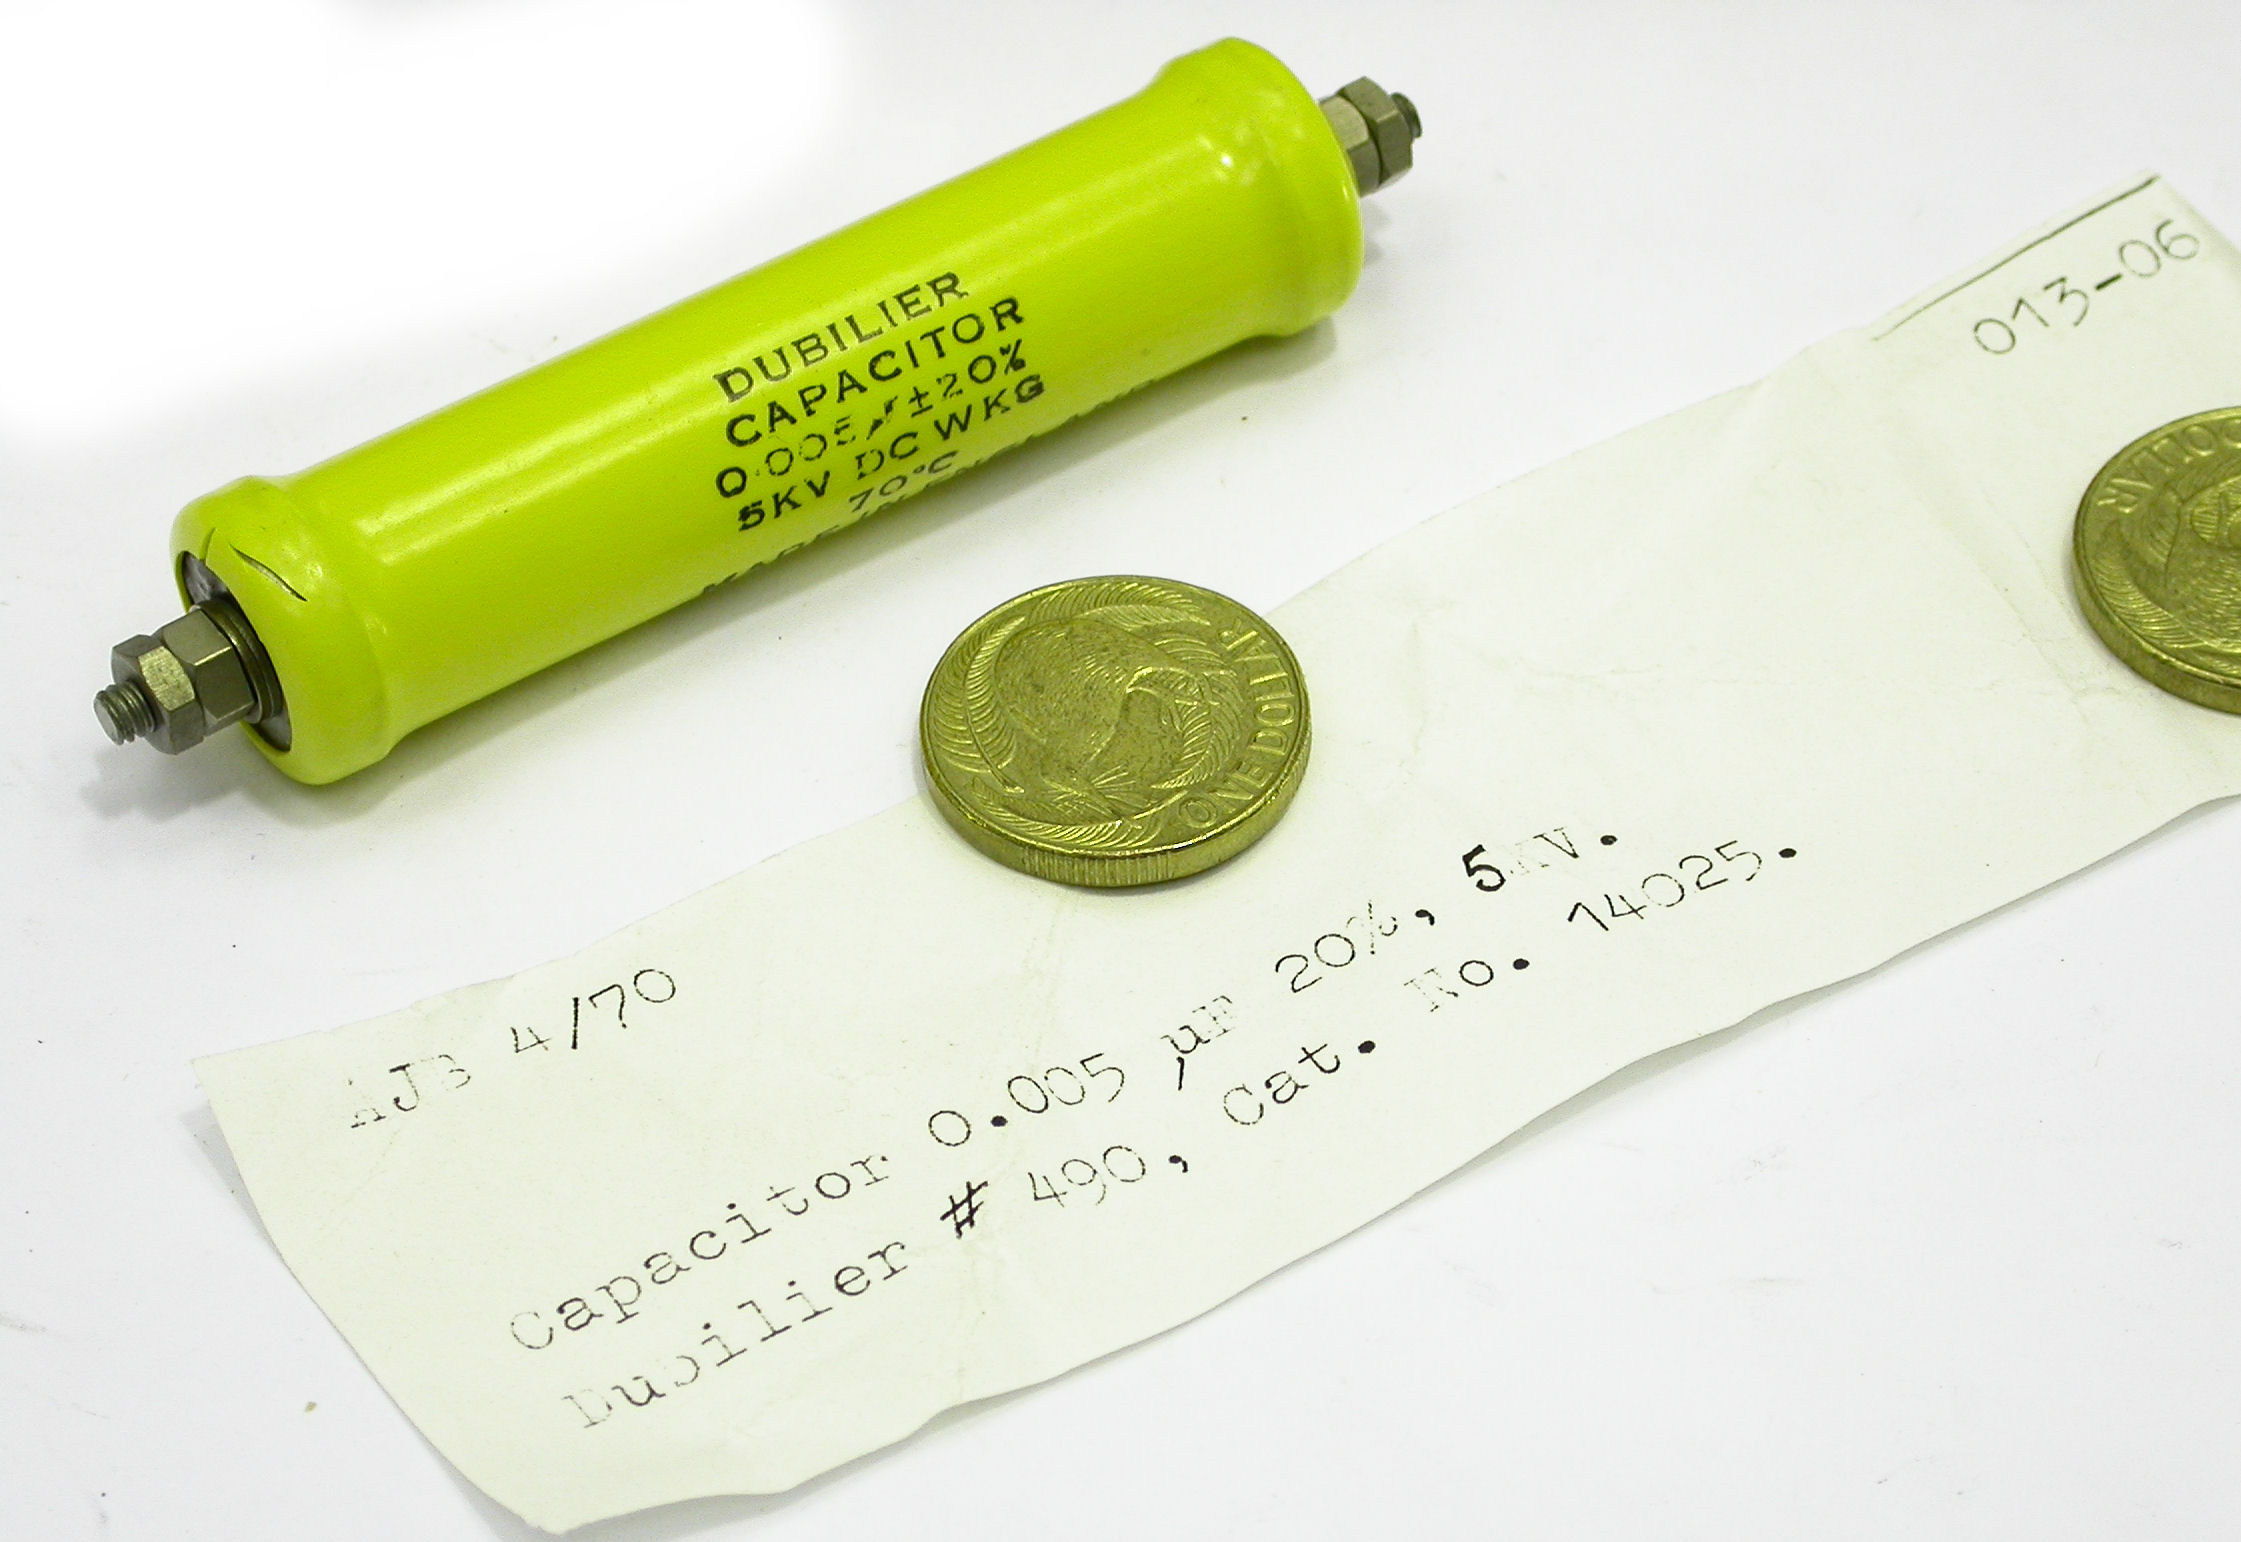 DUBILIER
CAPACITOR
0.005µF±20%
5KV DC WKG
70°C
013-06
ONE DOLLAR
DOLLAR
AJB 4/70
Capacitor 0.005 µF 20%, 5KV.
Dubilier # 490, Cat. No. 14025.